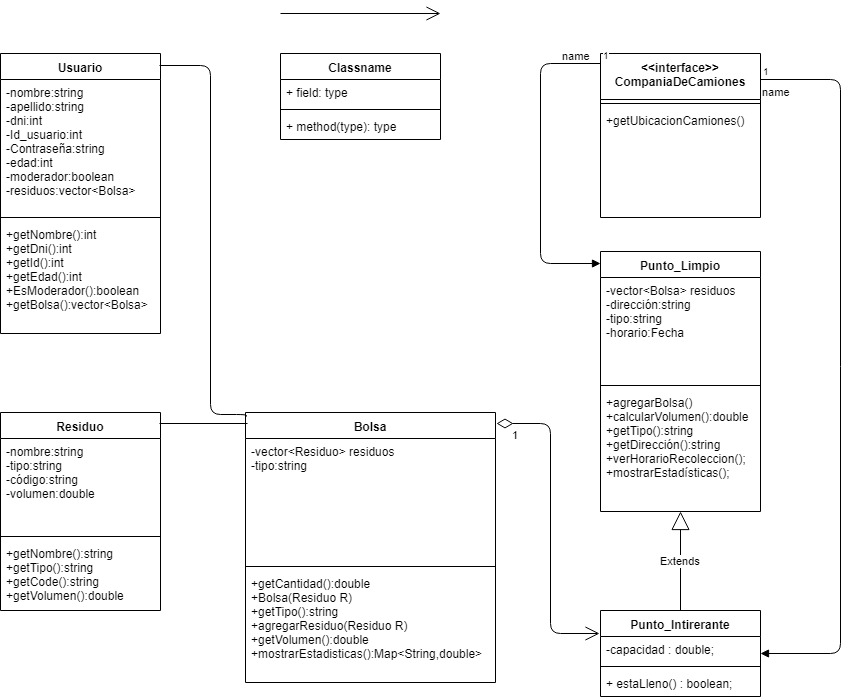 Usuario
-nombre:string
-apellido:string
-dni:int
-Id_usuario:int
-Contraseña:string
-edad:int
-moderador:boolean
-residuos:vector<Bolsa>
+getNombre():int
+getDni():int
+getId():int
+getEdad():int
+EsModerador():boolean
+getBolsa():vector<Bolsa>
Classname
+ field: type
+ method(type): type
name
1
<<interface>>
CompaniaDeCamiones
+getUbicacionCamiones()
1
name
Punto_Limpio
-vector<Bolsa> residuos
-dirección:string
-tipo:string
-horario:Fecha
+agregarBolsa()
+calcularVolumen():double
+getTipo():string
+getDirección():string
+verHorarioRecoleccion();
+mostrarEstadísticas();
Residuo
-nombre:string
-tipo:string
-código:string
-volumen:double
+getNombre():string
+getTipo():string
+getCode():string
+getVolumen():double
Bolsa
-vector<Residuo> residuos
-tipo:string
+getCantidad():double
+Bolsa(Residuo R)
+getTipo():string
+agregarResiduo(Residuo R)
+getVolumen():double
+mostrarEstadisticas():Map<String,double>
1
Extends
Punto_Intirerante
-capacidad : double;
+ estaLleno() : boolean;